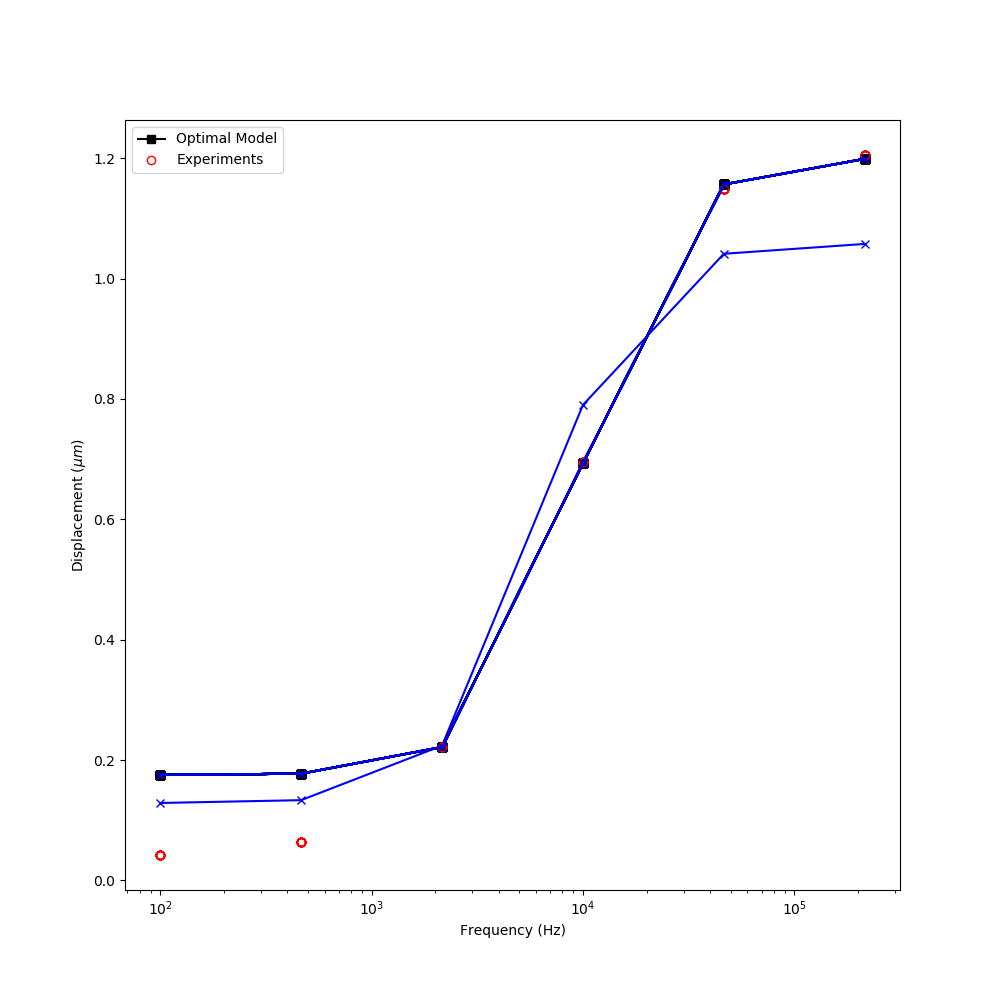 Optimal Model
Experiments
1.2
1.0
0.8
0.6
0.4
0.2
0.0
Displacement (μm)
10² 10³ 10⁴ 10⁵
Frequency (Hz)